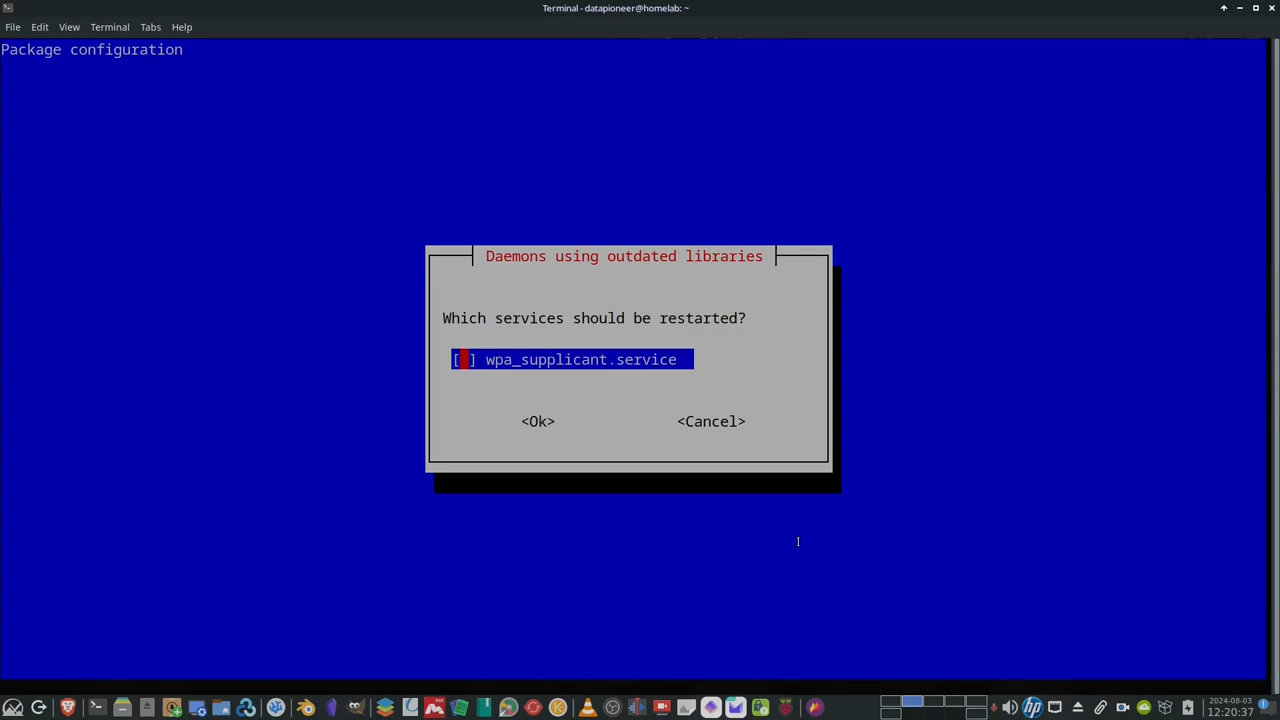 Terminal - datapioneer@homelab: ~
File Edit View Terminal Tabs Help
Package configuration
Daemons using outdated libraries
Which services should be restarted?
[ ] wpa_supplicant.service
<Ok> <Cancel>
2024-08-03
12:20:37